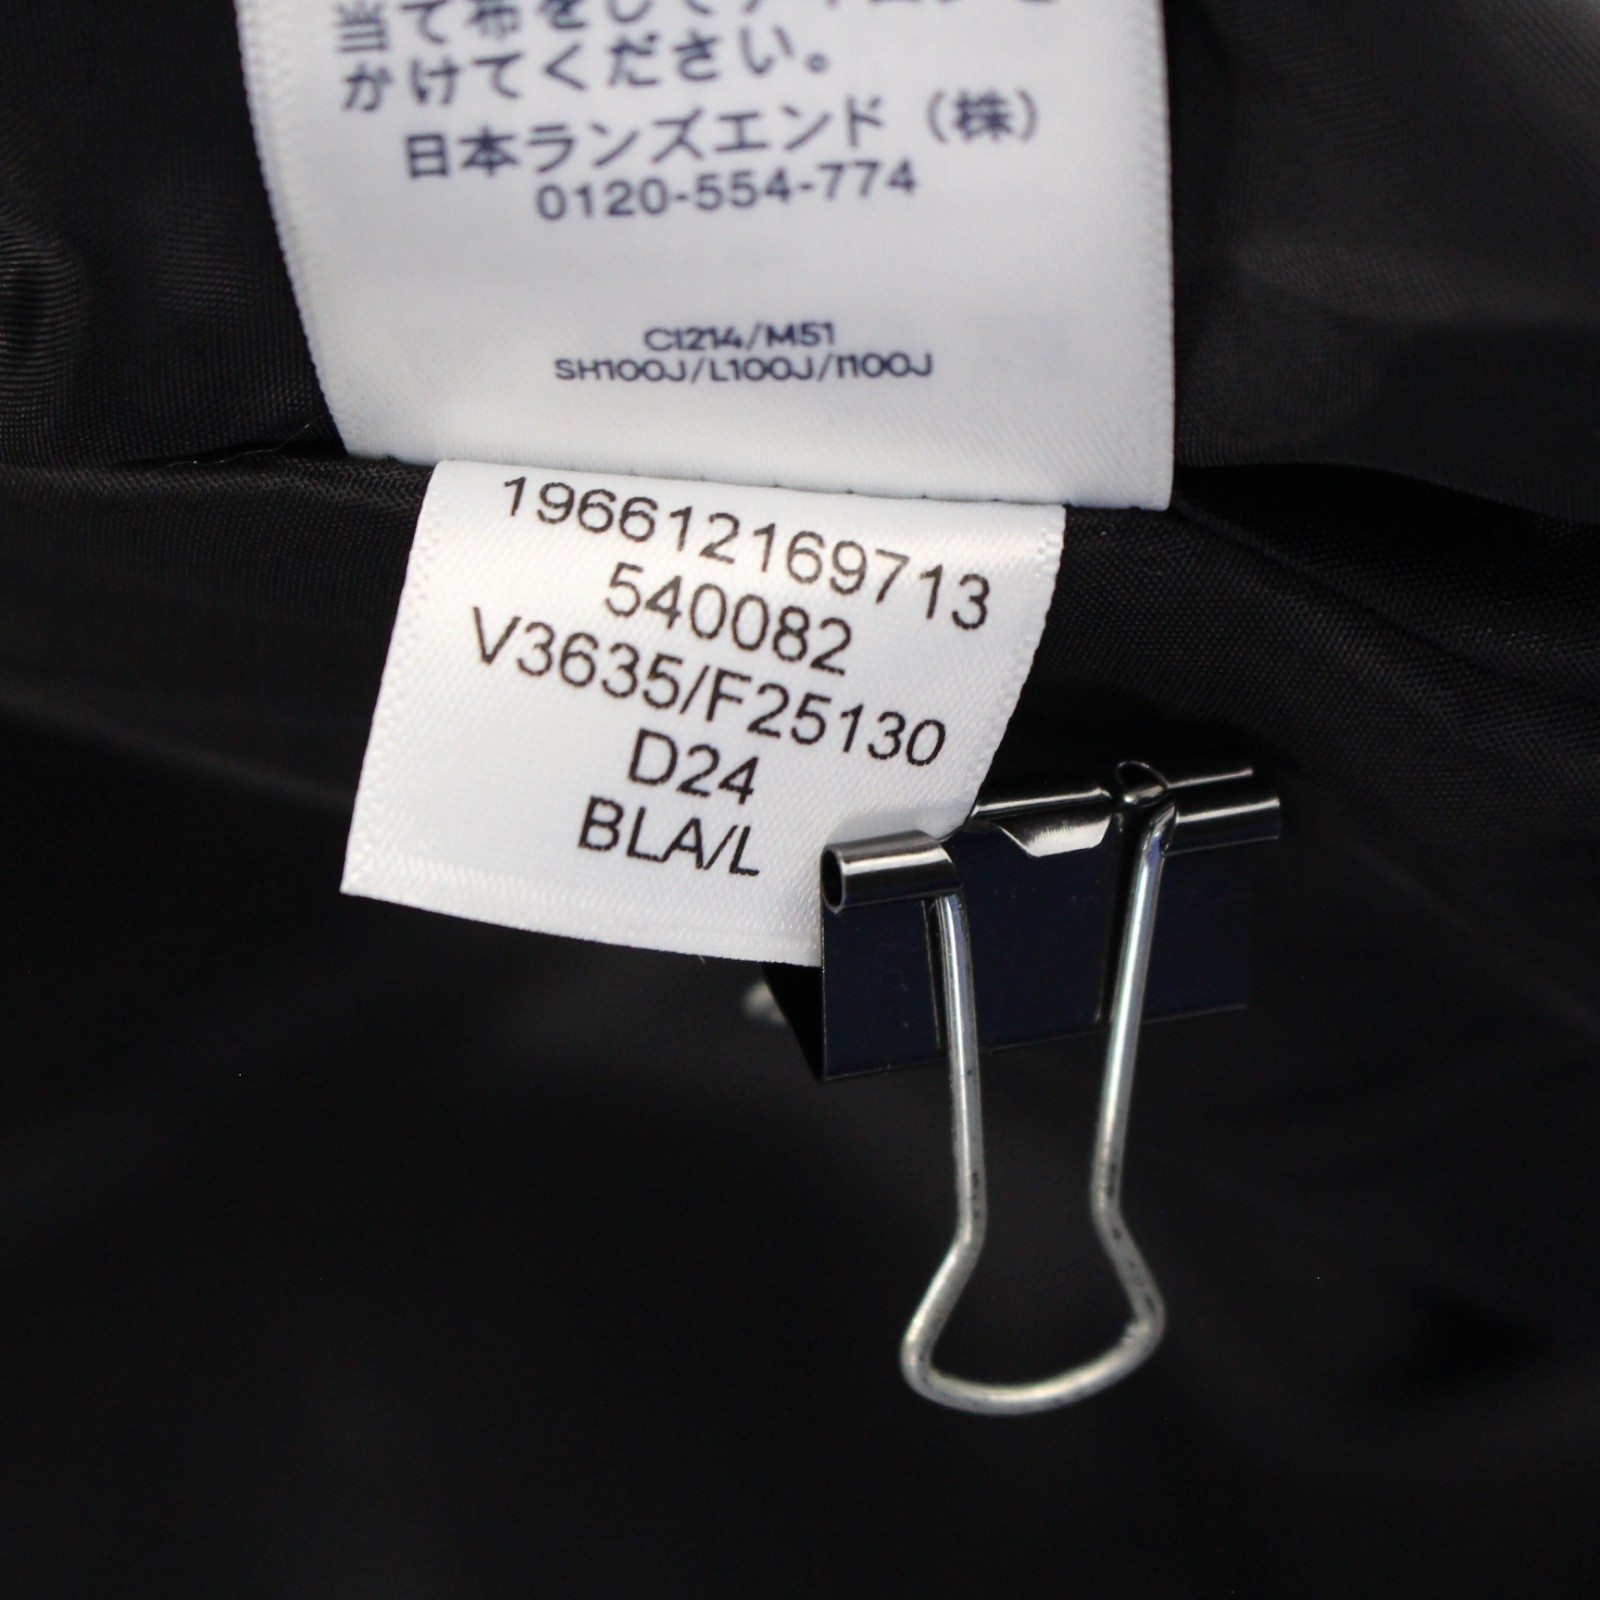 当て布をしてアイロンを
かけてください。
日本ランズエンド（株）
0120-554-774
CI214/M51
SH100J/L100J/I100J
196612169713
540082
V3635/F25130
D24
BLA/L